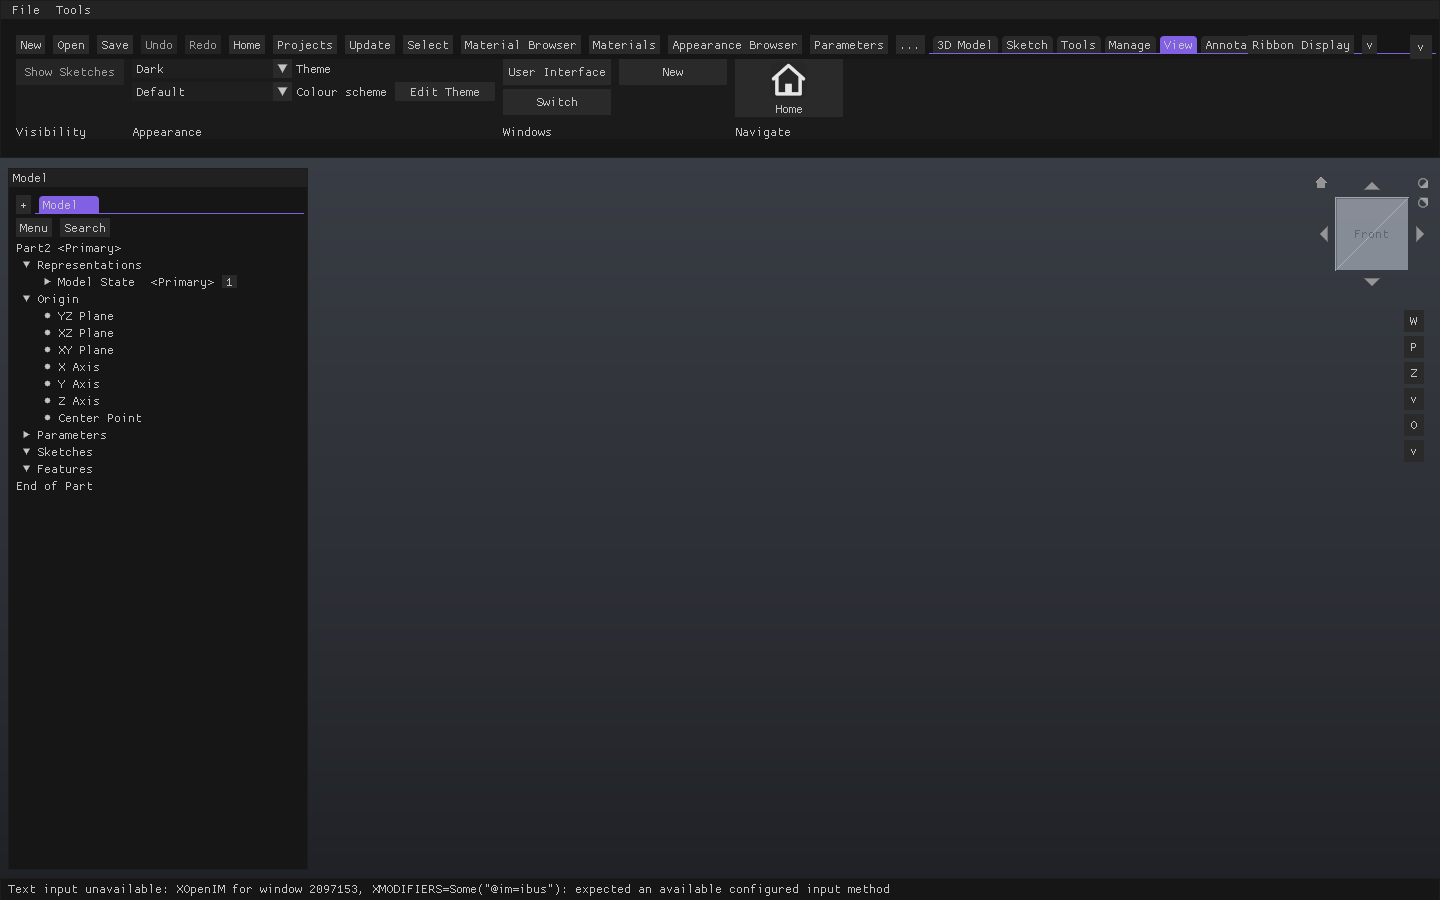 File Tools
New Open Save Undo Redo Home Projects Update Select Material Browser Materials Appearance Browser Parameters ... 3D Model Sketch Tools Manage View Annota Ribbon Display v v
Show Sketches Dark Theme User Interface New
Default Colour scheme Edit Theme Switch
Home
Visibility Appearance Windows Navigate
Model
+ Model
Menu Search
Part2 <Primary>
Representations
Model State <Primary> 1
Origin
YZ Plane
XZ Plane
XY Plane
X Axis
Y Axis
Z Axis
Center Point
Parameters
Sketches
Features
End of Part
Front
W
P
Z
v
O
v
Text input unavailable: XOpenIM for window 2097153, XMODIFIERS=Some("@im=ibus"): expected an available configured input method